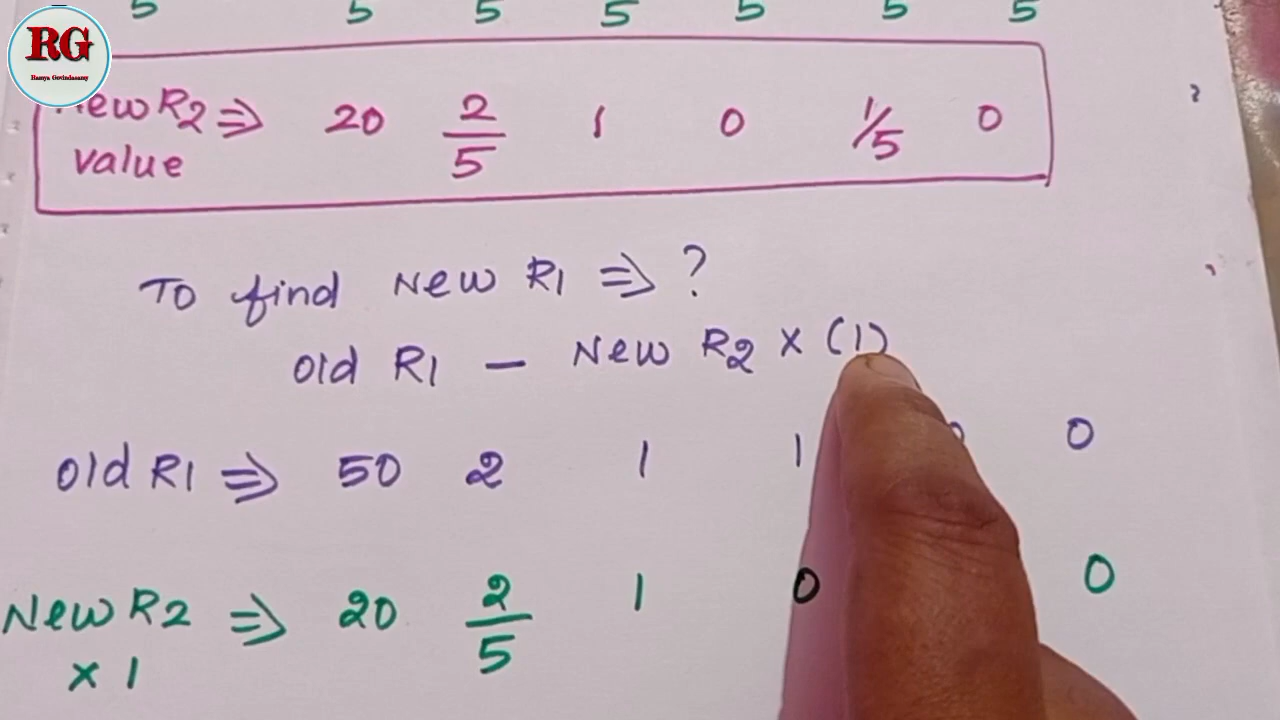 5 5 5 5 5 5 5
RG
Ramya Govindasamy
New R2 ⇒ 20 2/5 1 0 1/5 0
value
To find New R1 ⇒ ?
Old R1 − New R2 × (1)
Old R1 ⇒ 50 2 1 1 0
New R2 ⇒ 20 2/5 1 0 0
× 1